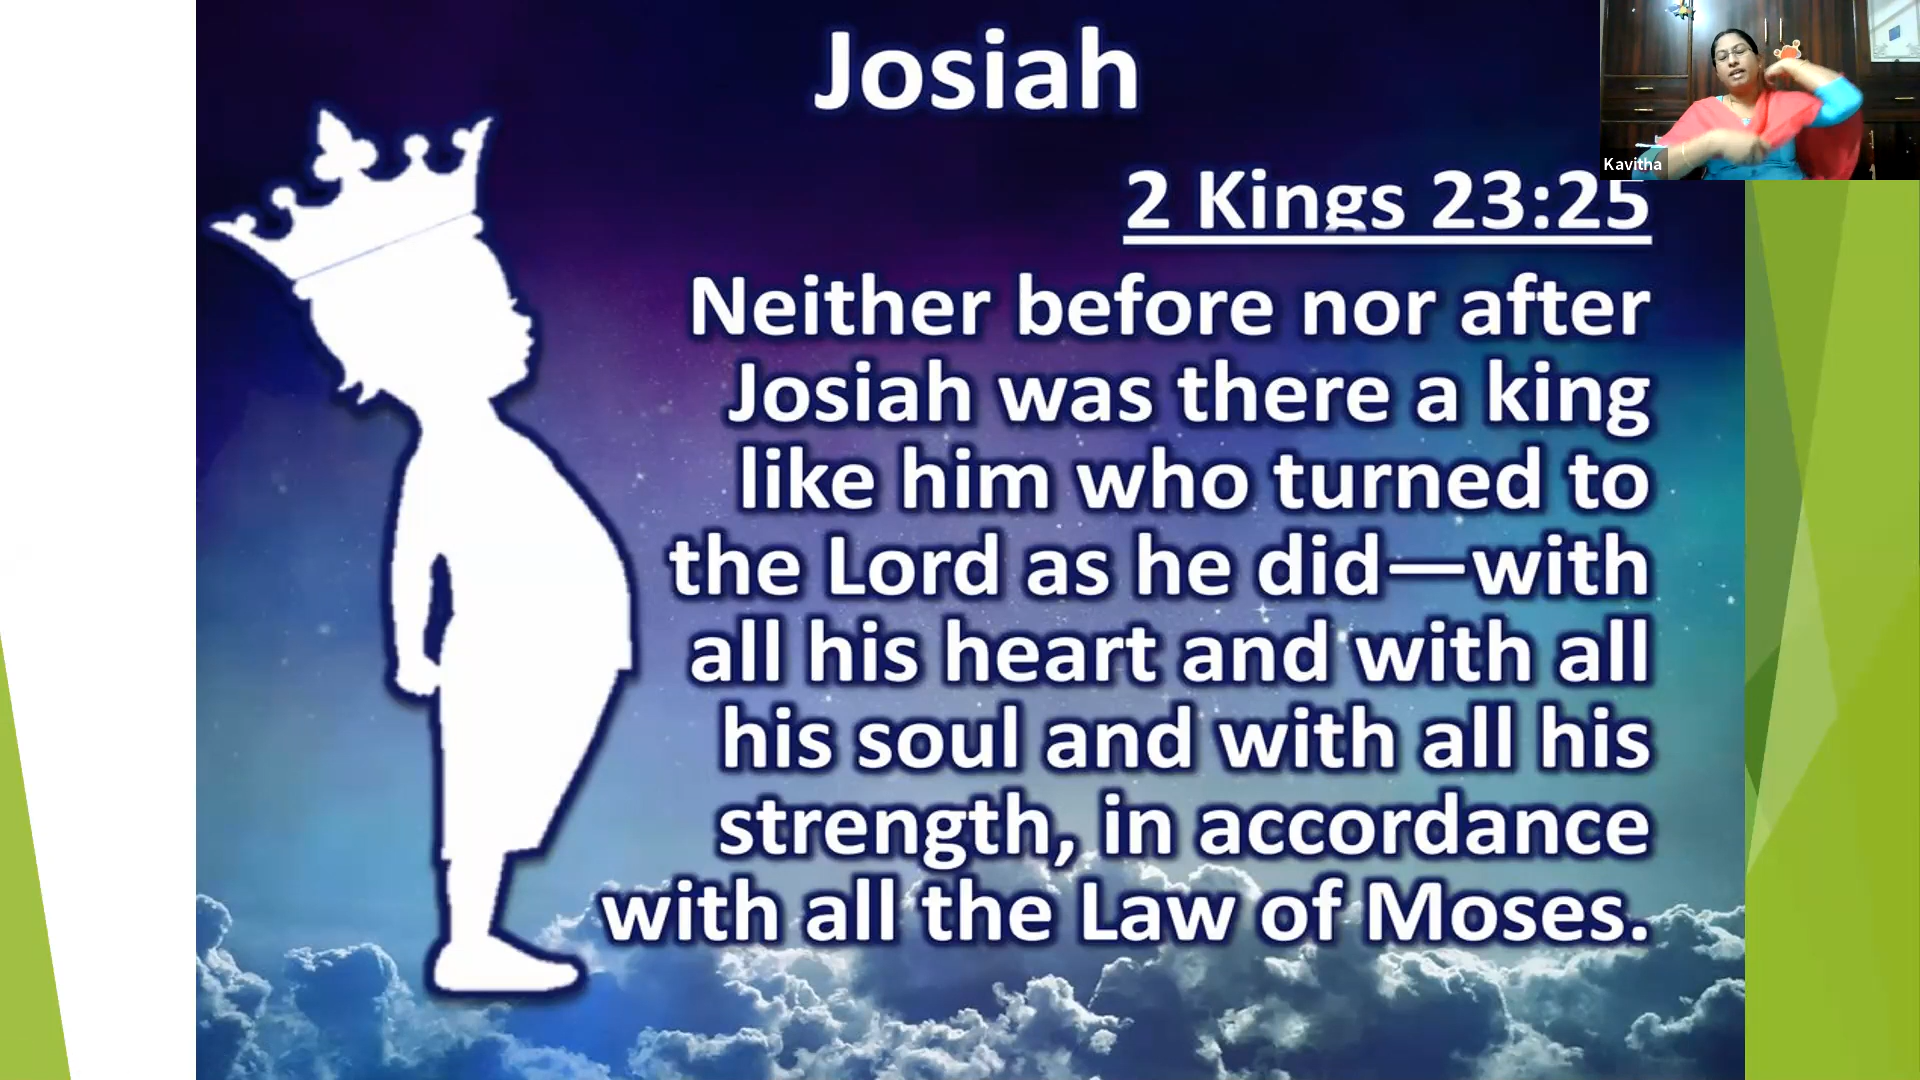 Josiah
Kavitha
2 Kings 23:25
Neither before nor after
Josiah was there a king
like him who turned to
the Lord as he did—with
all his heart and with all
his soul and with all his
strength, in accordance
with all the Law of Moses.